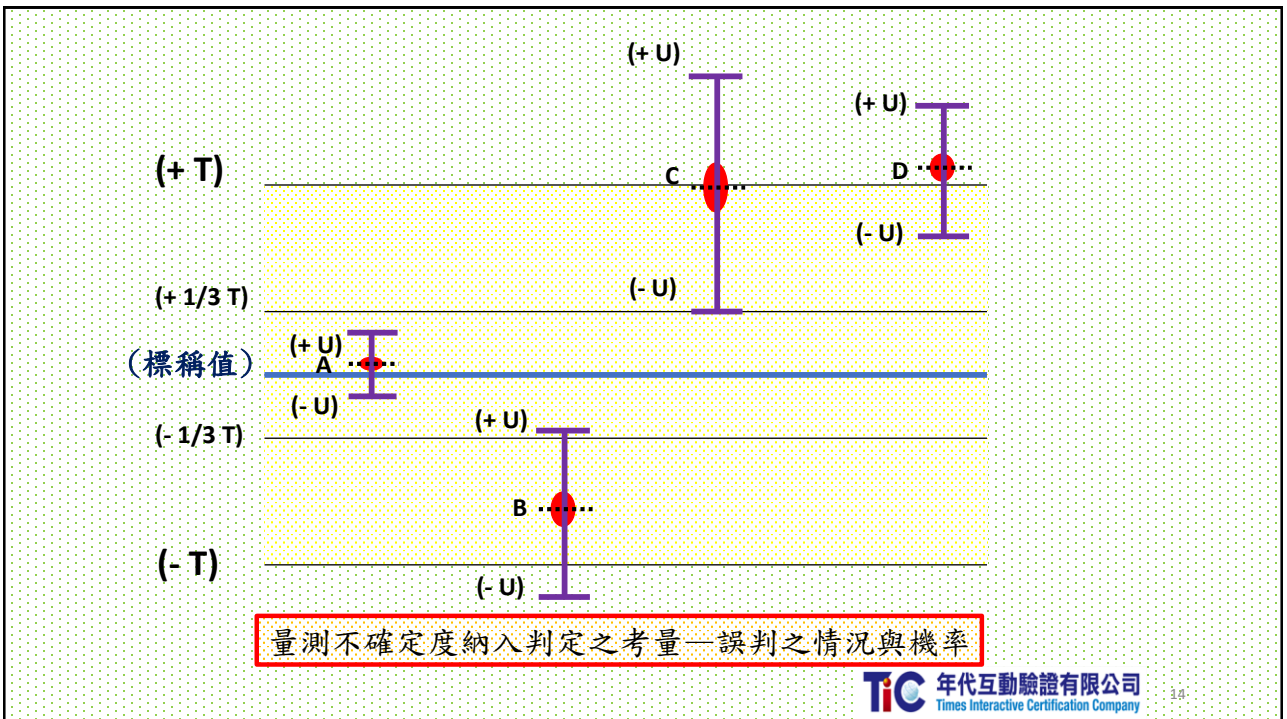 (+ U)
(+ U)
(+ T)
C
D
(- U)
(+ 1/3 T)
(- U)
(+ U)
(標稱值)
A
(- U)
(- 1/3 T)
(+ U)
B
(- T)
(- U)
量測不確定度納入判定之考量—誤判之情況與機率
TiC 年代互動驗證有限公司
Times Interactive Certification Company
14